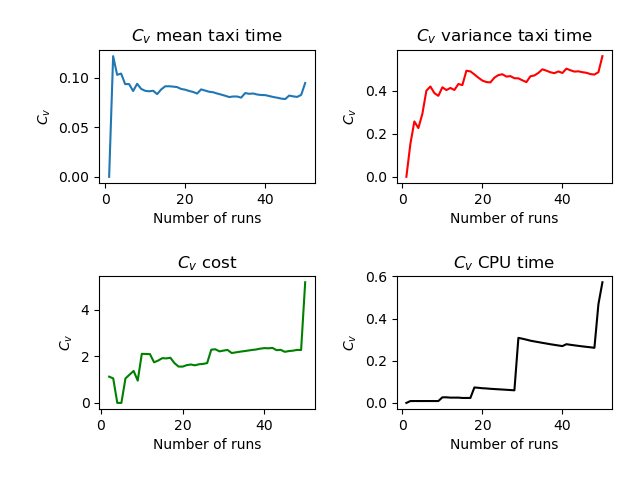 C_v mean taxi time
C_v
0.10
0.05
0.00
0
20
40
Number of runs
C_v variance taxi time
C_v
0.4
0.2
0.0
0
20
40
Number of runs
C_v cost
C_v
4
2
0
0
20
40
Number of runs
C_v CPU time
C_v
0.6
0.4
0.2
0.0
0
20
40
Number of runs